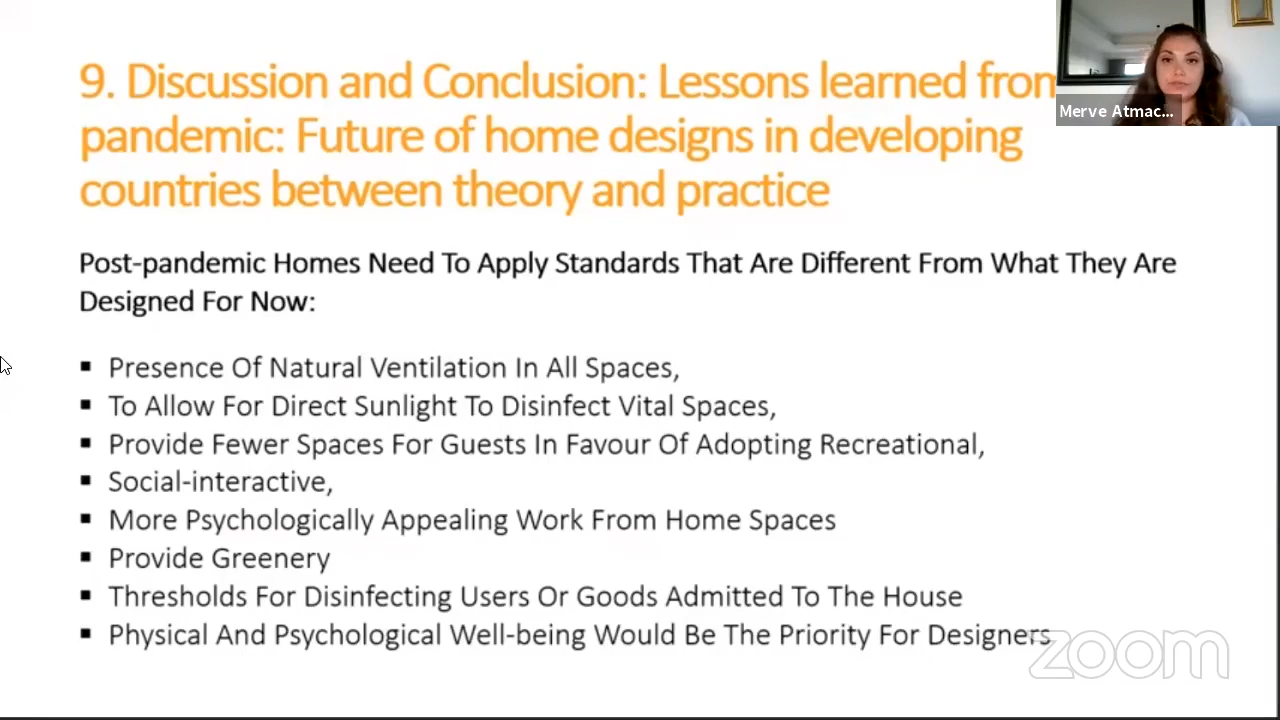 9. Discussion and Conclusion: Lessons learned from
pandemic: Future of home designs in developing
countries between theory and practice
Merve Atmac...
Post-pandemic Homes Need To Apply Standards That Are Different From What They Are
Designed For Now:
Presence Of Natural Ventilation In All Spaces,
To Allow For Direct Sunlight To Disinfect Vital Spaces,
Provide Fewer Spaces For Guests In Favour Of Adopting Recreational,
Social-interactive,
More Psychologically Appealing Work From Home Spaces
Provide Greenery
Thresholds For Disinfecting Users Or Goods Admitted To The House
Physical And Psychological Well-being Would Be The Priority For Designers
zoom